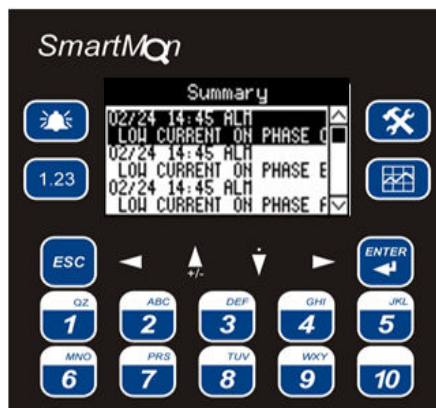 SmartMon
Summary
02/24 14:45 ALM
LOW CURRENT ON PHASE C
02/24 14:45 ALM
LOW CURRENT ON PHASE B
02/24 14:45 ALM
LOW CURRENT ON PHASE A
1.23
ESC
+/-
.
ENTER
QZ ABC DEF GHI JKL
1 2 3 4 5
MNO PRS TUV WXY
6 7 8 9 10